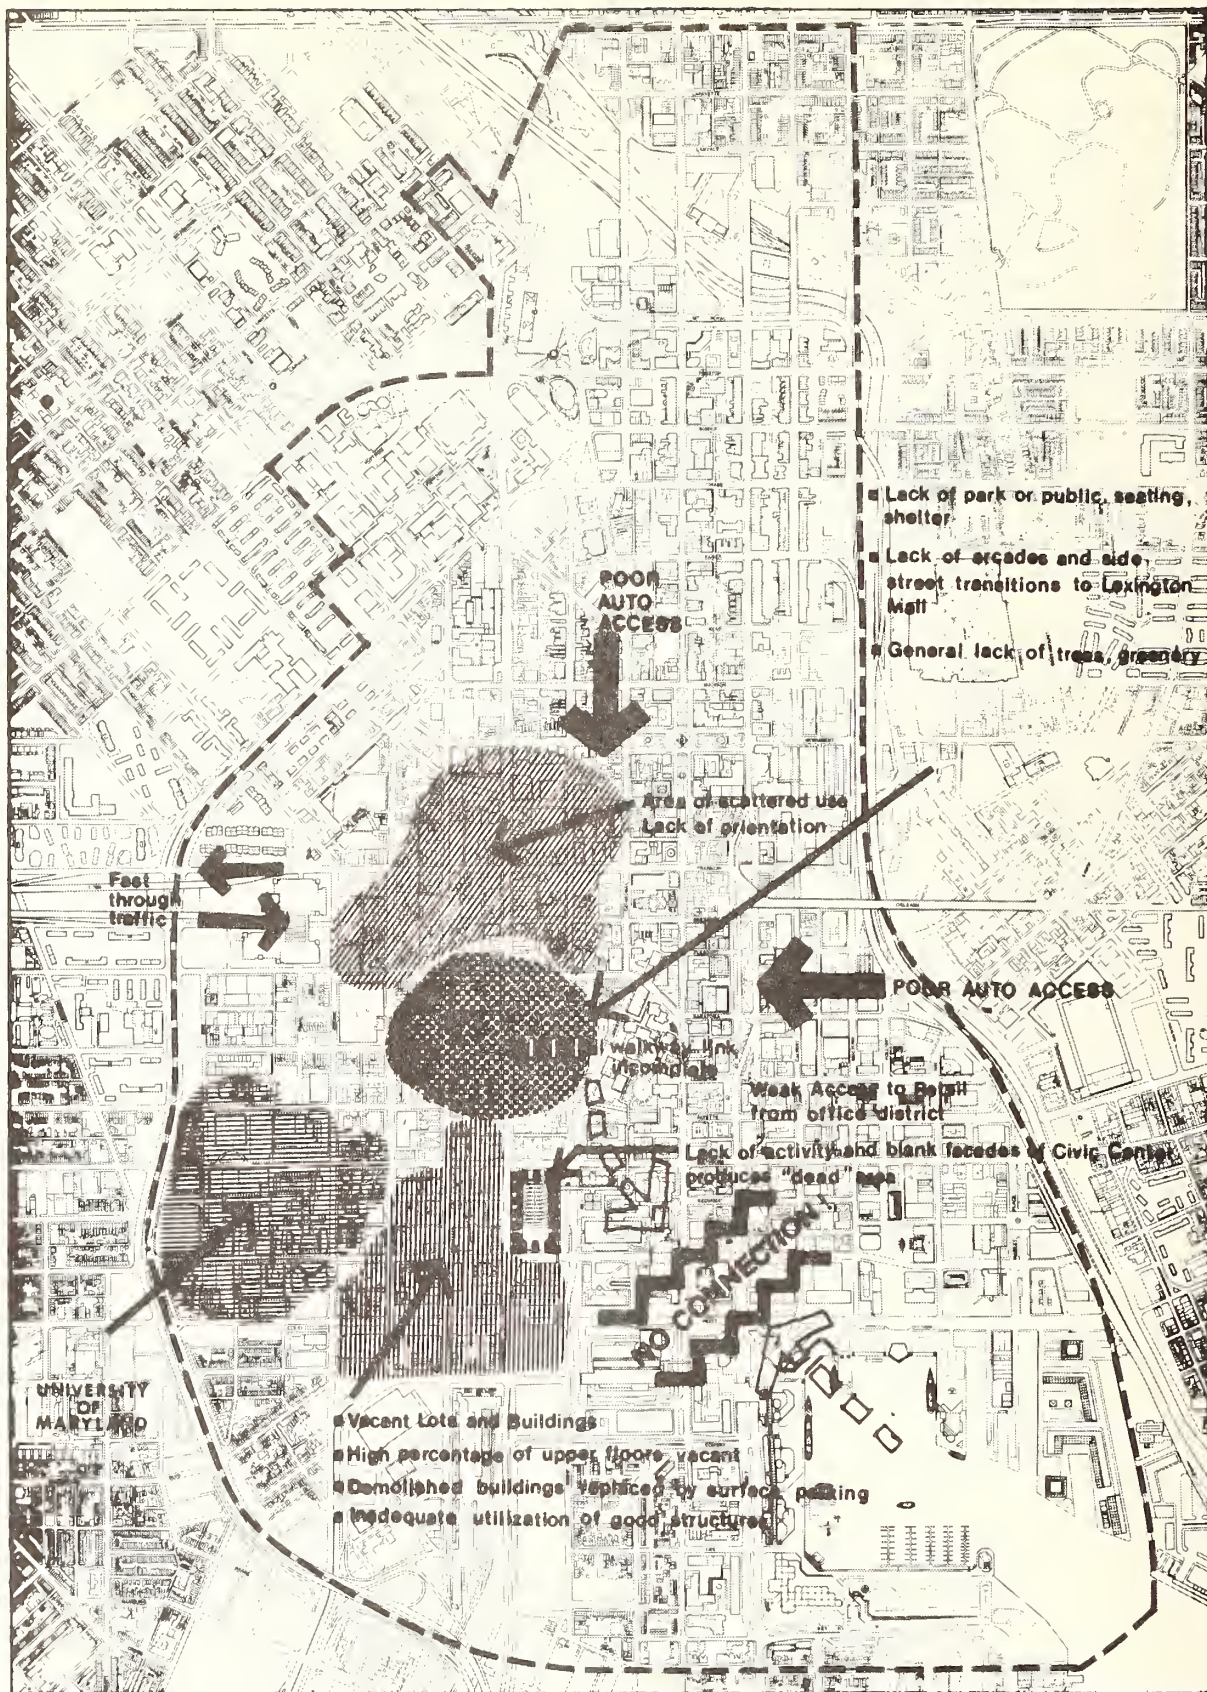 ■ Lack of park or public seating,
shelter
■ Lack of arcades and side
street transitions to Lexington
Mall
■ General lack of trees, greenery
POOR
AUTO
ACCESS
Area of scattered use
Lack of orientation
Fast
through
traffic
POOR AUTO ACCESS
walkway link
incomplete
Weak Access to Retail
from office district
Lack of activity and blank facades of Civic Center
produces "dead" area
NO CONNECTION
UNIVERSITY
OF
MARYLAND
■ Vacant Lots and Buildings
■ High percentage of upper floors vacant
■ Demolished buildings replaced by surface parking
■ Inadequate utilization of good structures